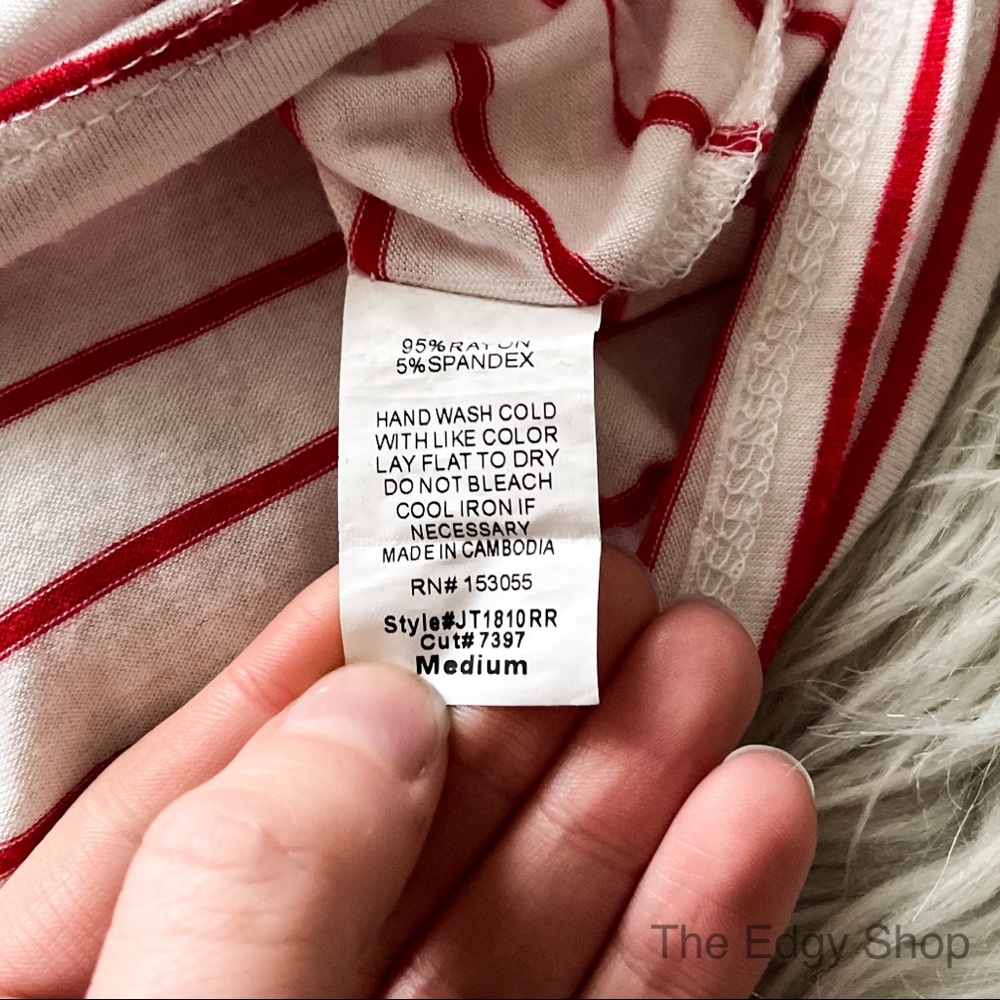 95% RAYON
5% SPANDEX
HAND WASH COLD
WITH LIKE COLOR
LAY FLAT TO DRY
DO NOT BLEACH
COOL IRON IF
NECESSARY
MADE IN CAMBODIA
RN# 153055
Style#JT1810RR
Cut#7397
Medium
The Edgy Shop